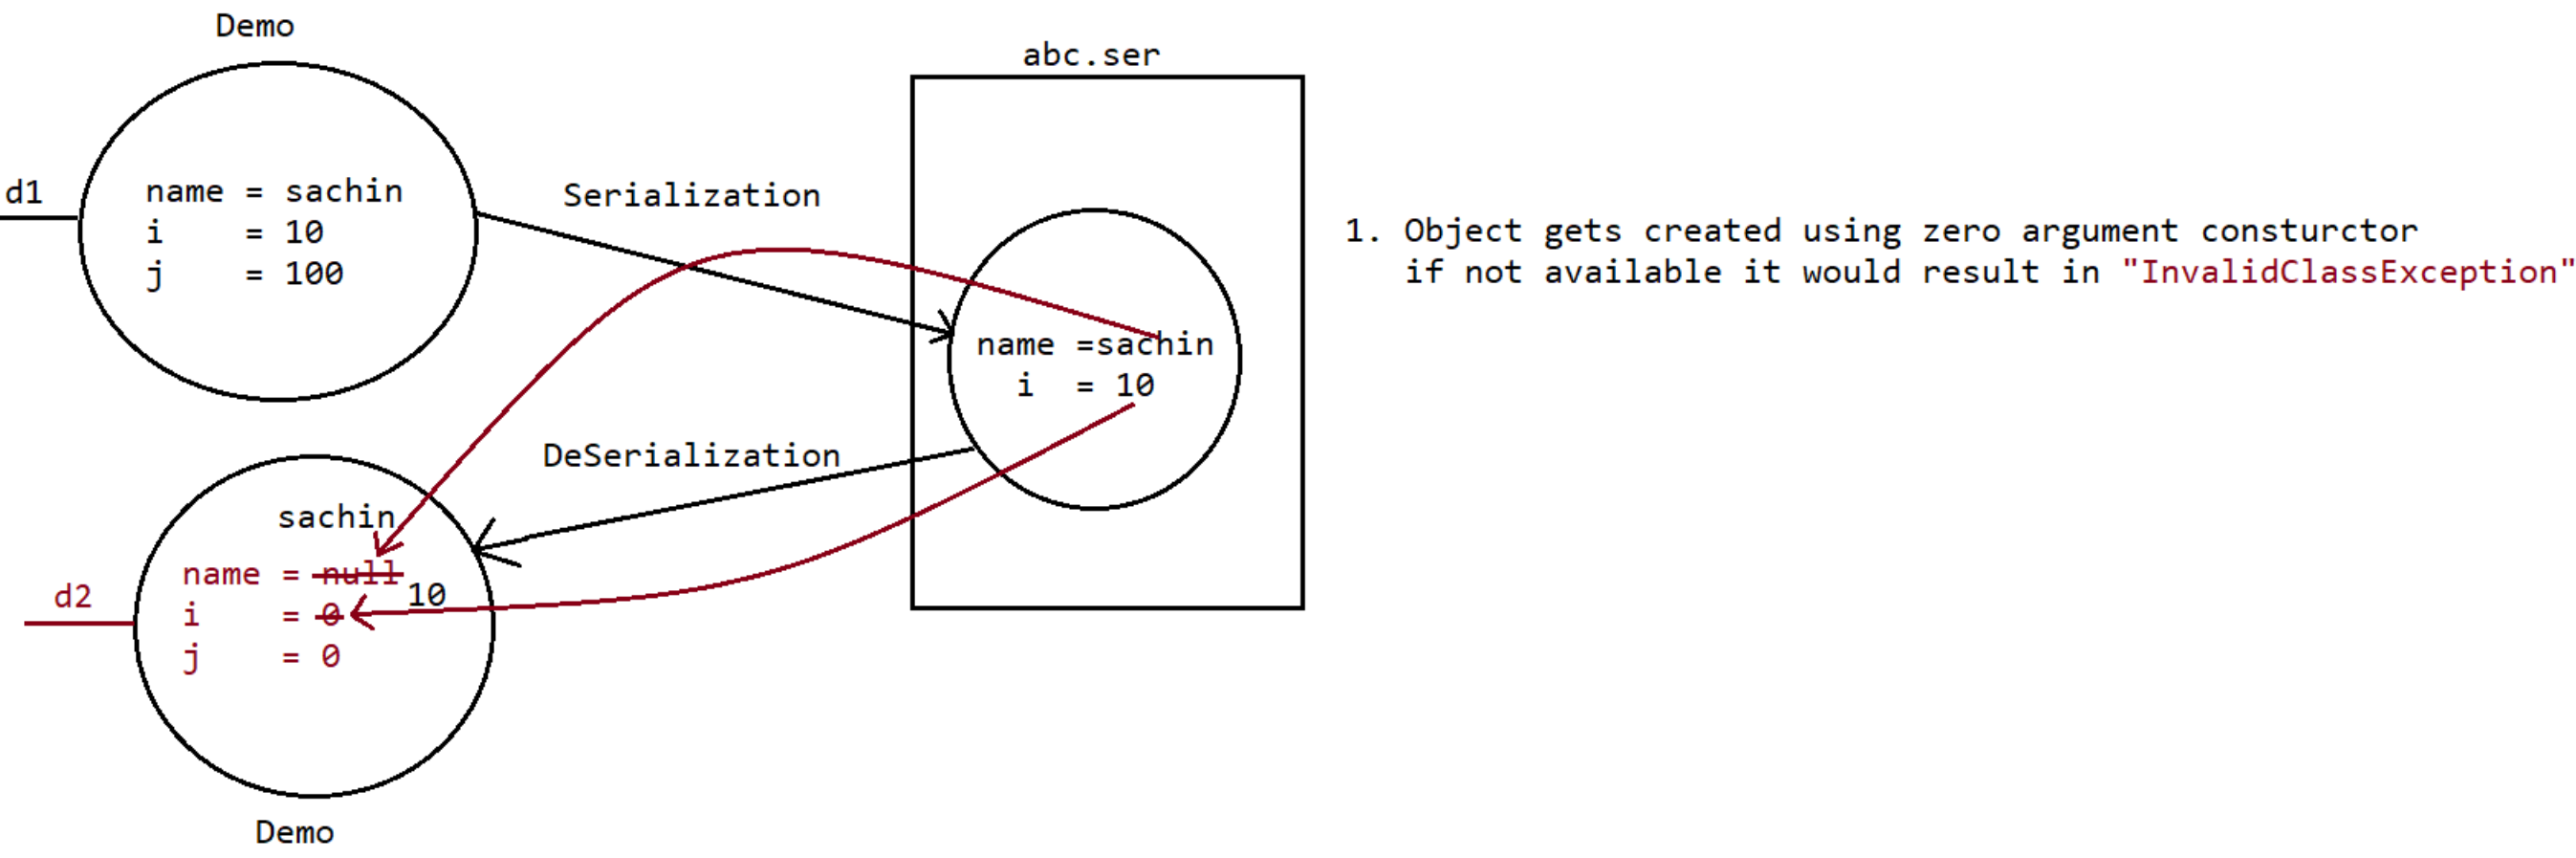 Demo
d1
name = sachin
i = 10
j = 100
Serialization
abc.ser
name =sachin
i = 10
1. Object gets created using zero argument consturctor
if not available it would result in "InvalidClassException"
DeSerialization
sachin
d2
name = null
10
i = 0
j = 0
Demo